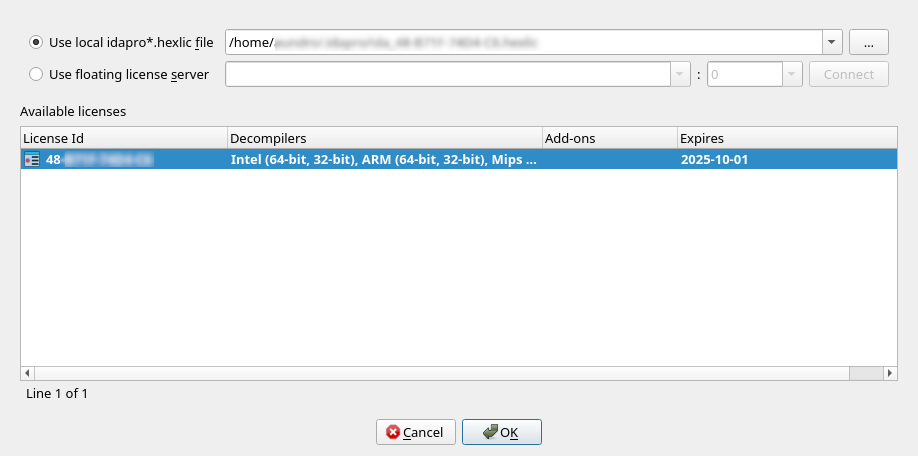 Use local idapro*.hexlic file /home/ ...
Use floating license server : 0 Connect
Available licenses
License Id Decompilers Add-ons Expires
48- Intel (64-bit, 32-bit), ARM (64-bit, 32-bit), Mips ... 2025-10-01
Line 1 of 1
Cancel OK